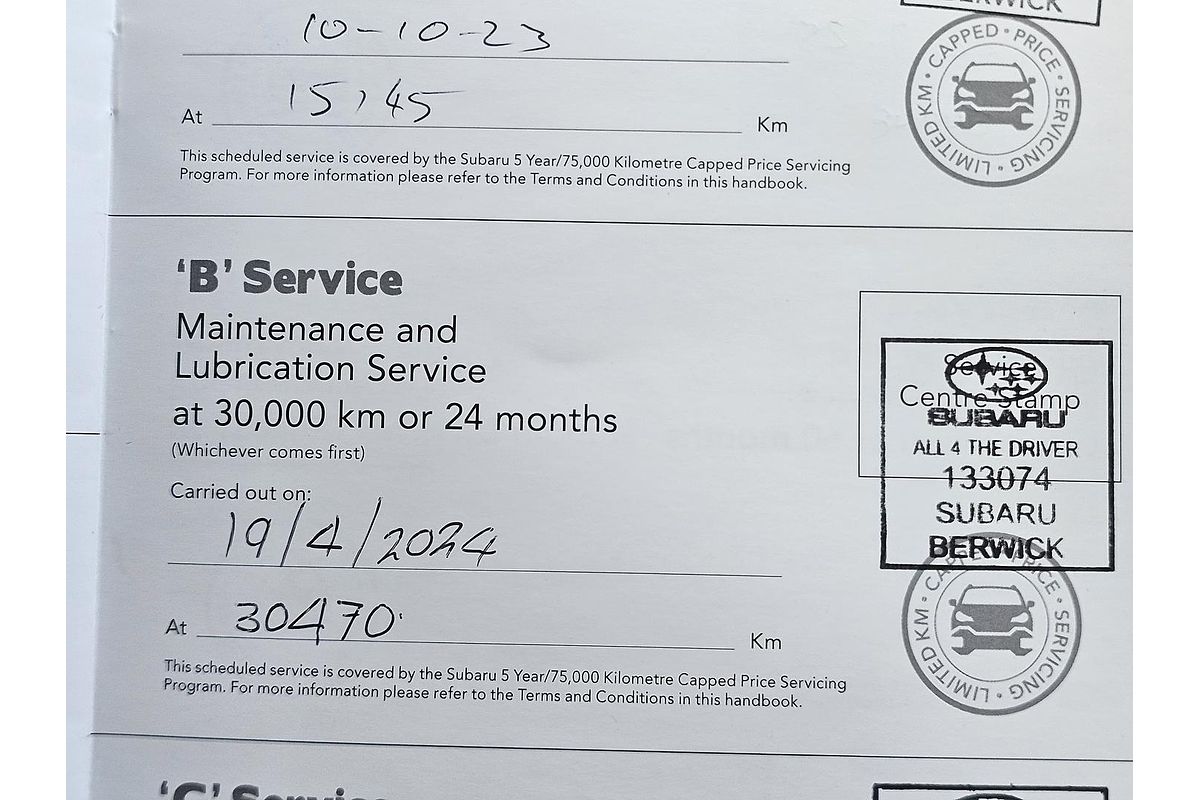 BERWICK
10-10-23
CAPPED • PRICE • SERVICING • LIMITED KM •
At 15,45 Km
This scheduled service is covered by the Subaru 5 Year/75,000 Kilometre Capped Price Servicing
Program. For more information please refer to the Terms and Conditions in this handbook.
'B' Service
Maintenance and
Lubrication Service
at 30,000 km or 24 months
(Whichever comes first)
Carried out on:
19/4/2024
At 30470 Km
This scheduled service is covered by the Subaru 5 Year/75,000 Kilometre Capped Price Servicing
Program. For more information please refer to the Terms and Conditions in this handbook.
Service
Centre Stamp
SUBARU
ALL 4 THE DRIVER
133074
SUBARU
BERWICK
CAPPED • PRICE • SERVICING • LIMITED KM •
'C' Service